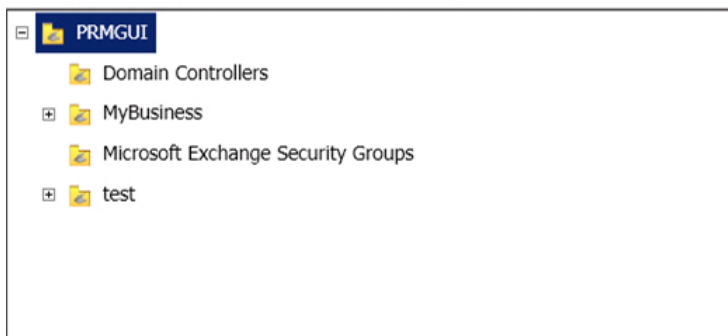 PRMGUI
Domain Controllers
MyBusiness
Microsoft Exchange Security Groups
test